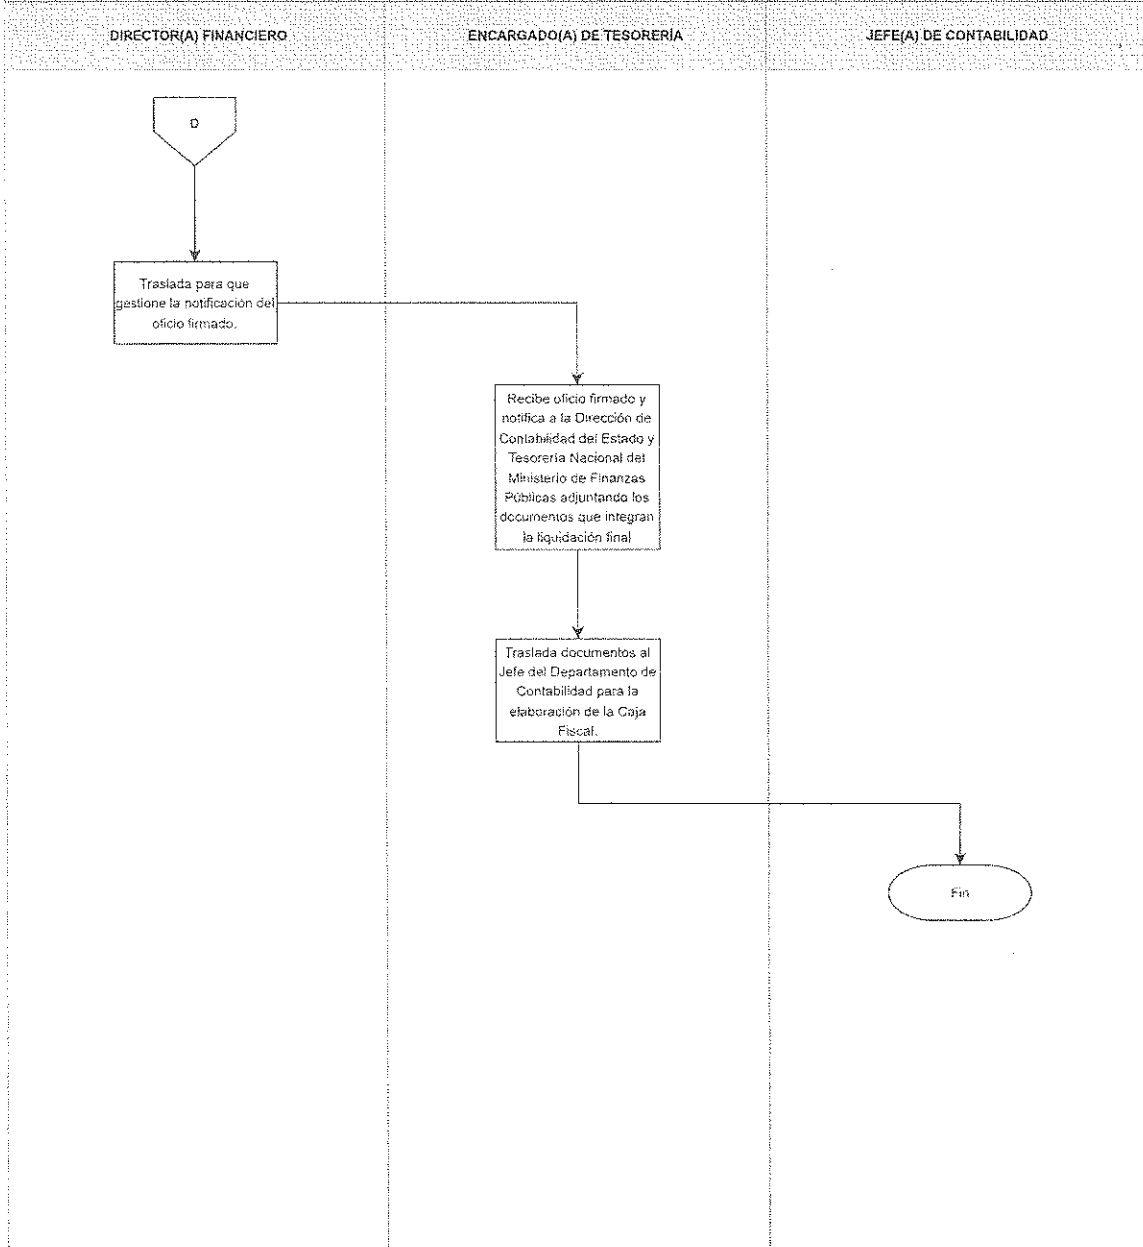 DIRECTOR(A) FINANCIERO
ENCARGADO(A) DE TESORERÍA
JEFE(A) DE CONTABILIDAD
D
Traslada para que
gestione la notificación del
oficio firmado.
Recibe oficio firmado y
notifica a la Dirección de
Contabilidad del Estado y
Tesorería Nacional del
Ministerio de Finanzas
Públicas adjuntando los
documentos que integran
la liquidación final
Traslada documentos al
Jefe del Departamento de
Contabilidad para la
elaboración de la Caja
Fiscal.
Fin